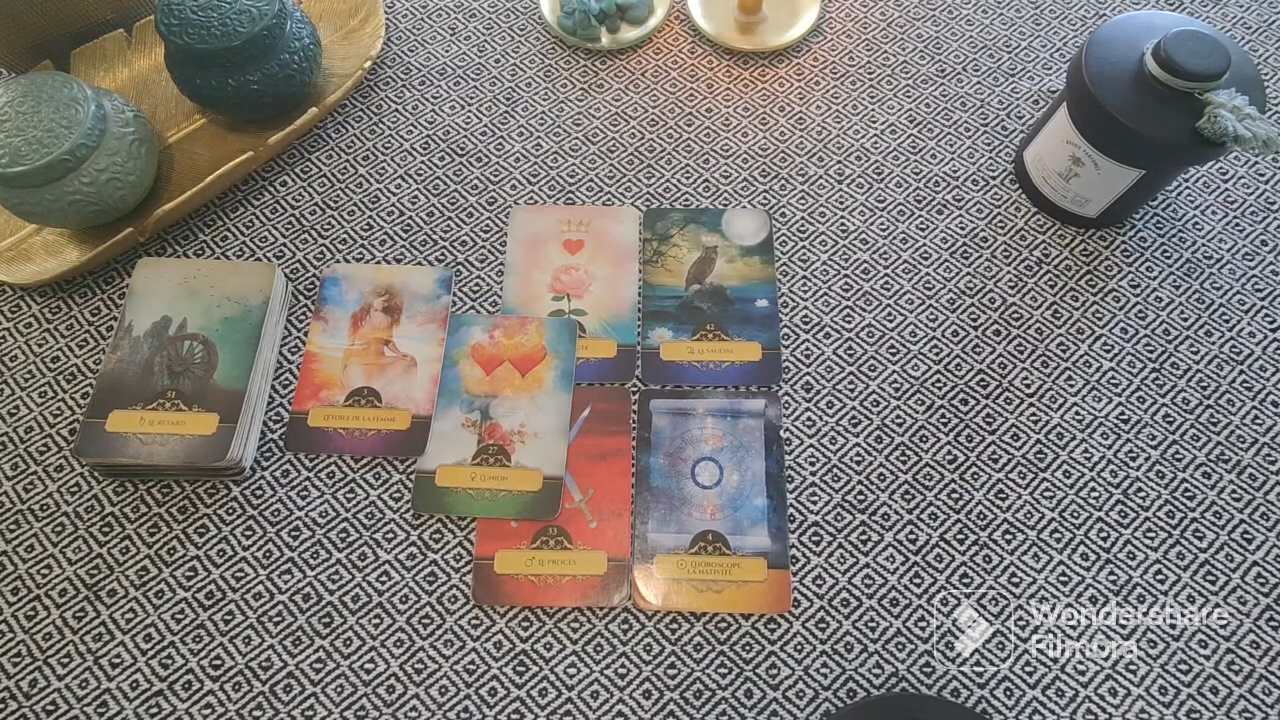 42
♃ LA SAGESSE
51
♄ LE RETARD
3
L'ÉTOILE DE LA FEMME
27
♀ L'UNION
33
♂ LE PROCÈS
4
☉ L'HOROSCOPE,
LA NATIVITÉ
Wondershare
Filmora